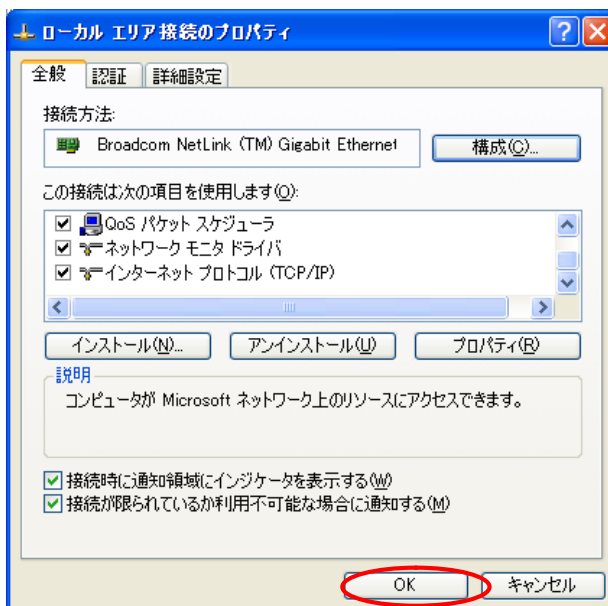 ローカル エリア接続のプロパティ
全般 認証 詳細設定
接続方法:
Broadcom NetLink (TM) Gigabit Ethernet 構成(C)...
この接続は次の項目を使用します(O):
QoS パケット スケジューラ
ネットワーク モニタ ドライバ
インターネット プロトコル (TCP/IP)
インストール(N)... アンインストール(U) プロパティ(R)
説明
コンピュータが Microsoft ネットワーク上のリソースにアクセスできます。
接続時に通知領域にインジケータを表示する(W)
接続が限られているか利用不可能な場合に通知する(M)
OK キャンセル